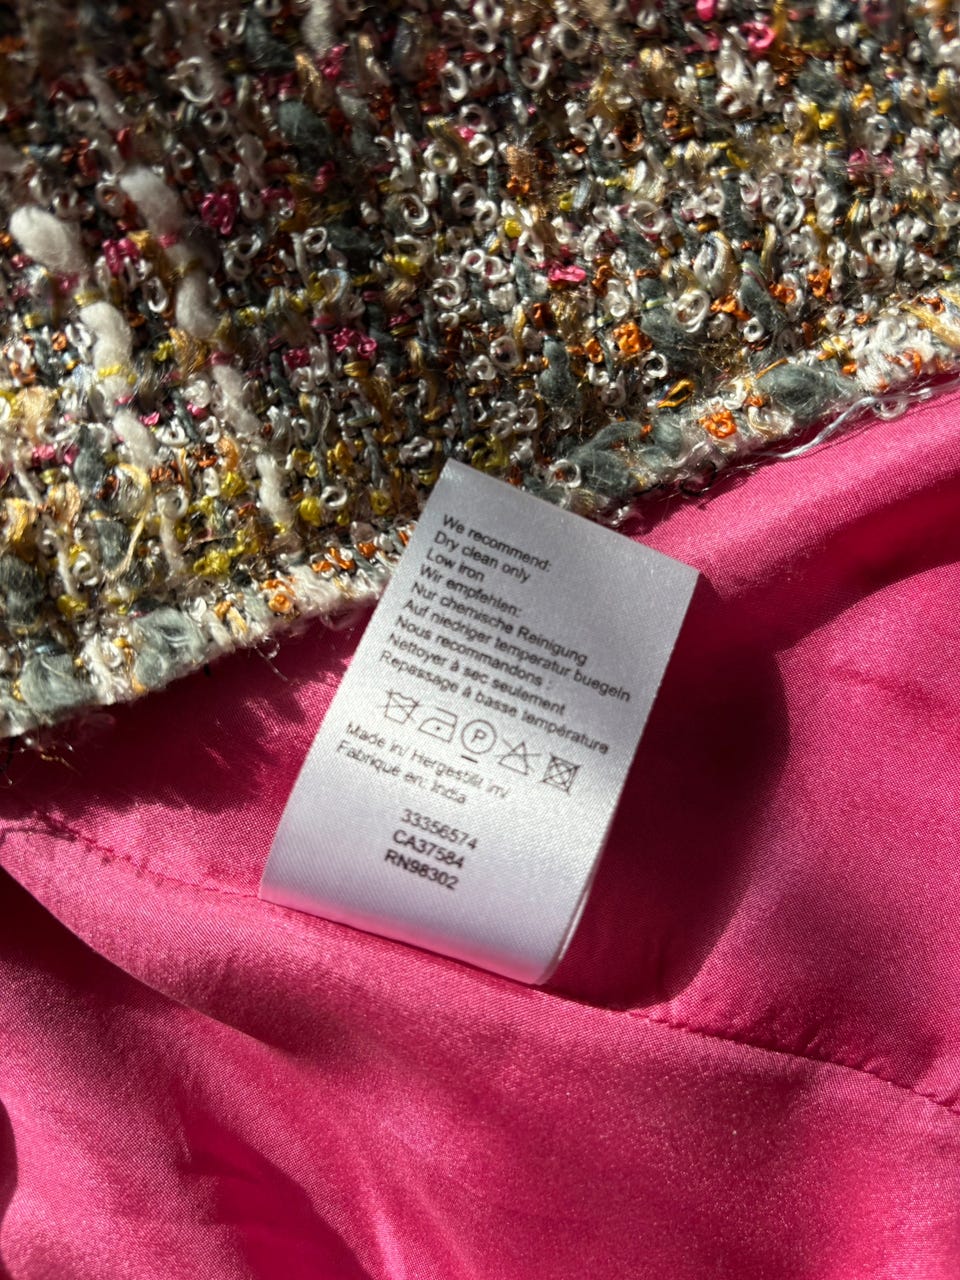 We recommend:
Dry clean only
Low iron
Wir empfehlen:
Nur chemische Reinigung
Auf niedriger temperatur buegeln
Nous recommandons :
Nettoyer à sec seulement
Repassage à basse température
P
Made in/ Hergestillt in/
Fabriqué en: India
33356574
CA37584
RN98302